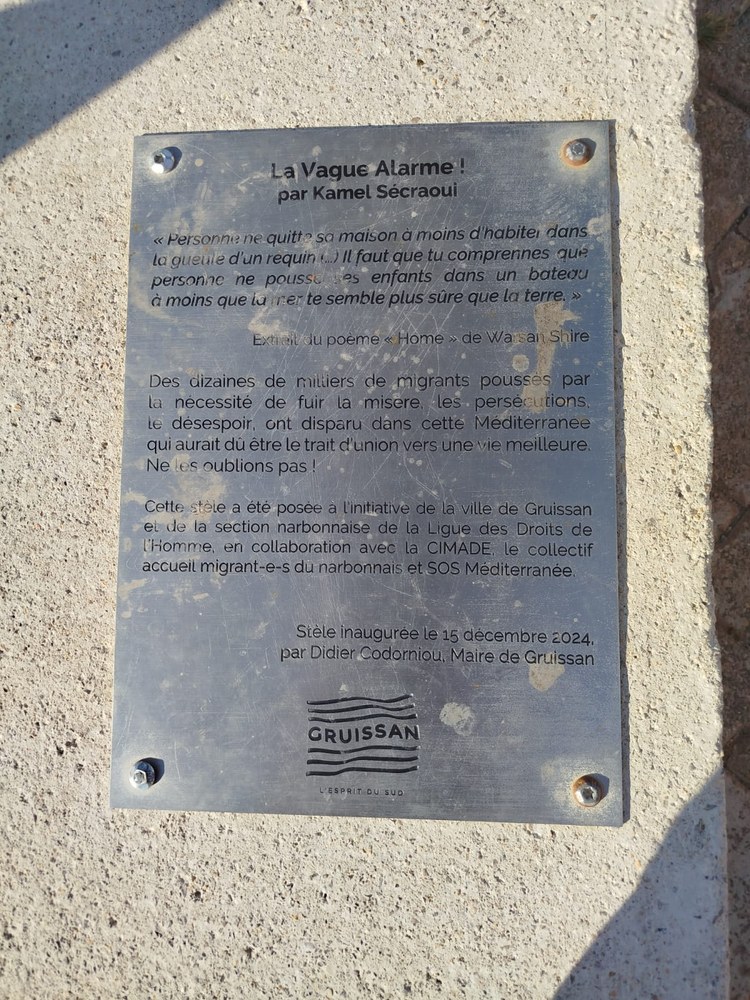 La Vague Alarme !
par Kamel Sécraoui
« Personne ne quitte sa maison à moins d'habiter dans
la gueule d'un requin (...) Il faut que tu comprennes que
personne ne pousse ses enfants dans un bateau
à moins que la mer te semble plus sûre que la terre. »
Extrait du poème « Home » de Warsan Shire
Des dizaines de milliers de migrants poussés par
la nécessité de fuir la misère, les persécutions,
le désespoir, ont disparu dans cette Méditerranée
qui aurait dû être le trait d'union vers une vie meilleure.
Ne les oublions pas !
Cette stèle a été posée à l'initiative de la ville de Gruissan
et de la section narbonnaise de la Ligue des Droits de
l'Homme, en collaboration avec la CIMADE, le collectif
accueil migrant-e-s du narbonnais et SOS Méditerranée.
Stèle inaugurée le 15 décembre 2024,
par Didier Codorniou, Maire de Gruissan
GRUISSAN
L'ESPRIT DU SUD